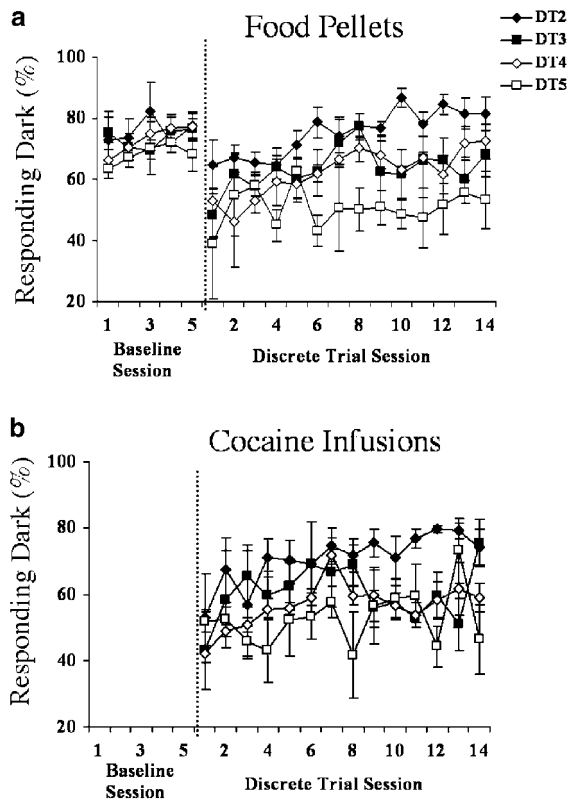 a
Food Pellets
DT2
DT3
DT4
DT5
Responding Dark (%)
100
80
60
40
20
1 3 5 2 4 6 8 10 12 14
Baseline Session
Discrete Trial Session
b
Cocaine Infusions
Responding Dark (%)
100
80
60
40
20
1 3 5 2 4 6 8 10 12 14
Baseline Session
Discrete Trial Session